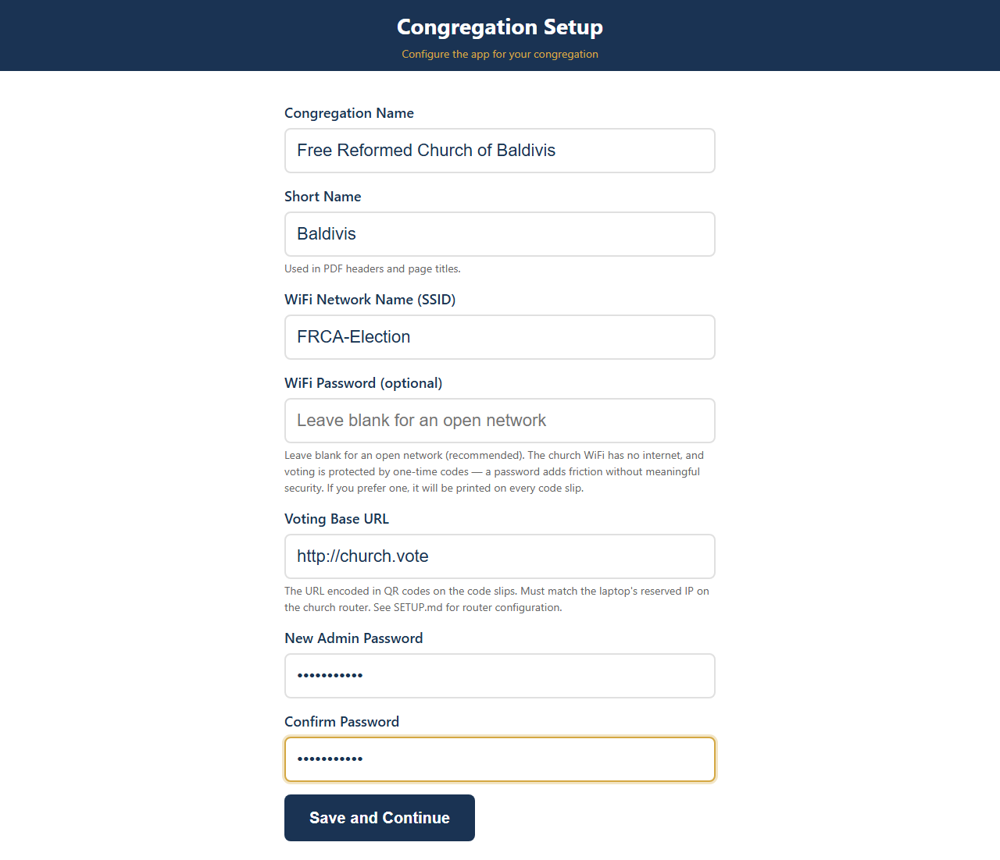 Congregation Setup
Configure the app for your congregation
Congregation Name
Free Reformed Church of Baldivis
Short Name
Baldivis
Used in PDF headers and page titles.
WiFi Network Name (SSID)
FRCA-Election
WiFi Password (optional)
Leave blank for an open network
Leave blank for an open network (recommended). The church WiFi has no internet, and
voting is protected by one-time codes — a password adds friction without meaningful
security. If you prefer one, it will be printed on every code slip.
Voting Base URL
http://church.vote
The URL encoded in QR codes on the code slips. Must match the laptop's reserved IP on
the church router. See SETUP.md for router configuration.
New Admin Password
•••••••••••
Confirm Password
•••••••••••
Save and Continue